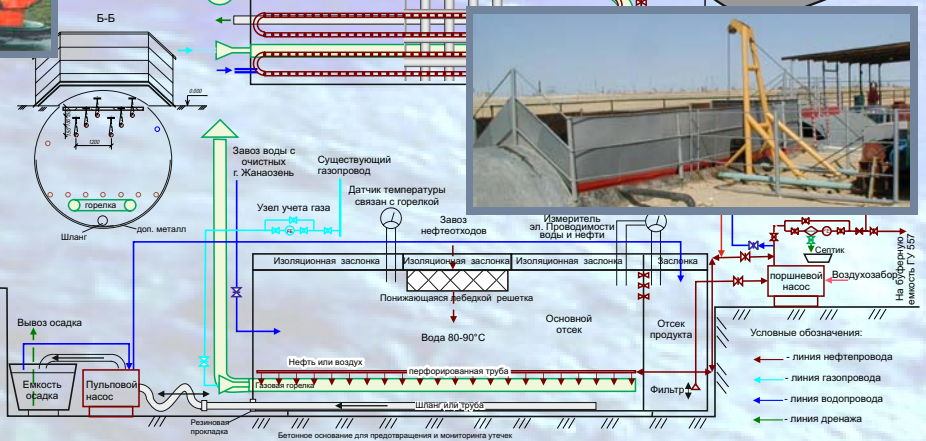 Б-Б
0.000
1200
горелка
доп. металл
Шланг
Завоз воды с
очистных
г. Жанаозень
Существующий
газопровод
Датчик температуры
связан с горелкой
Узел учета газа
Завоз
нефтеотходов
Измеритель
эл. Проводимости
воды и нефти
Септик
поршневой
насос
Воздухозабор
На буферную
емкость ГУ 557
Изоляционная заслонка
Изоляционная заслонка
Изоляционная заслонка
Заслонка
Понижающаяся лебедкой решетка
Основной
отсек
Отсек
продукта
Вода 80-90°С
Вывоз осадка
Емкость
осадка
Пульповой
насос
Нефть или воздух
перфорированная труба
Газовая горелка
Шланг или труба
Фильтр
Резиновая
прокладка
Бетонное основание для предотвращения и мониторинга утечек
Условные обозначения:
- линия нефтепровода
- линия газопровода
- линия водопровода
- линия дренажа